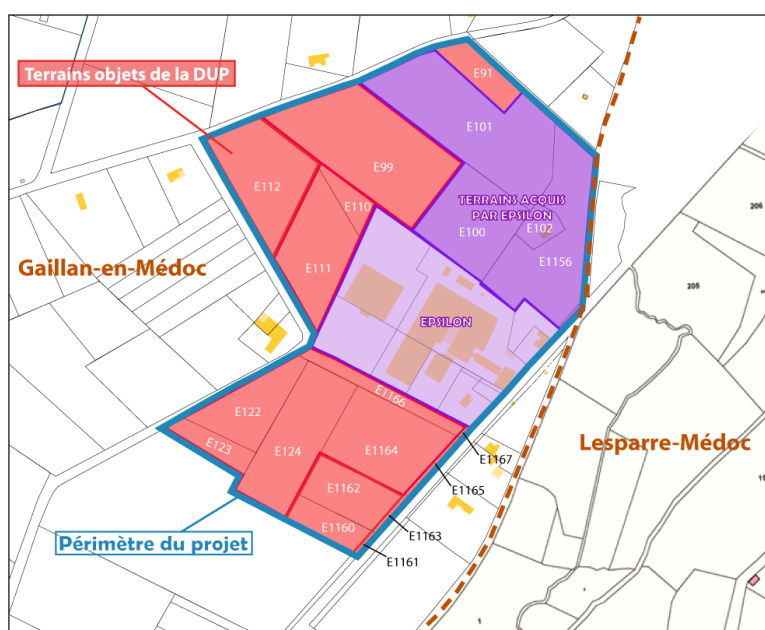 Terrains objets de la DUP
E91
E101
E99
E112
E110
TERRAINS ACQUIS
PAR EPSILON
E100
E102
E1156
E111
206
205
Gaillan-en-Médoc
EPSILON
E1166
E122
E123
E124
E1164
E1167
Lesparre-Médoc
E1162
E1165
E1160
E1163
E1161
Périmètre du projet